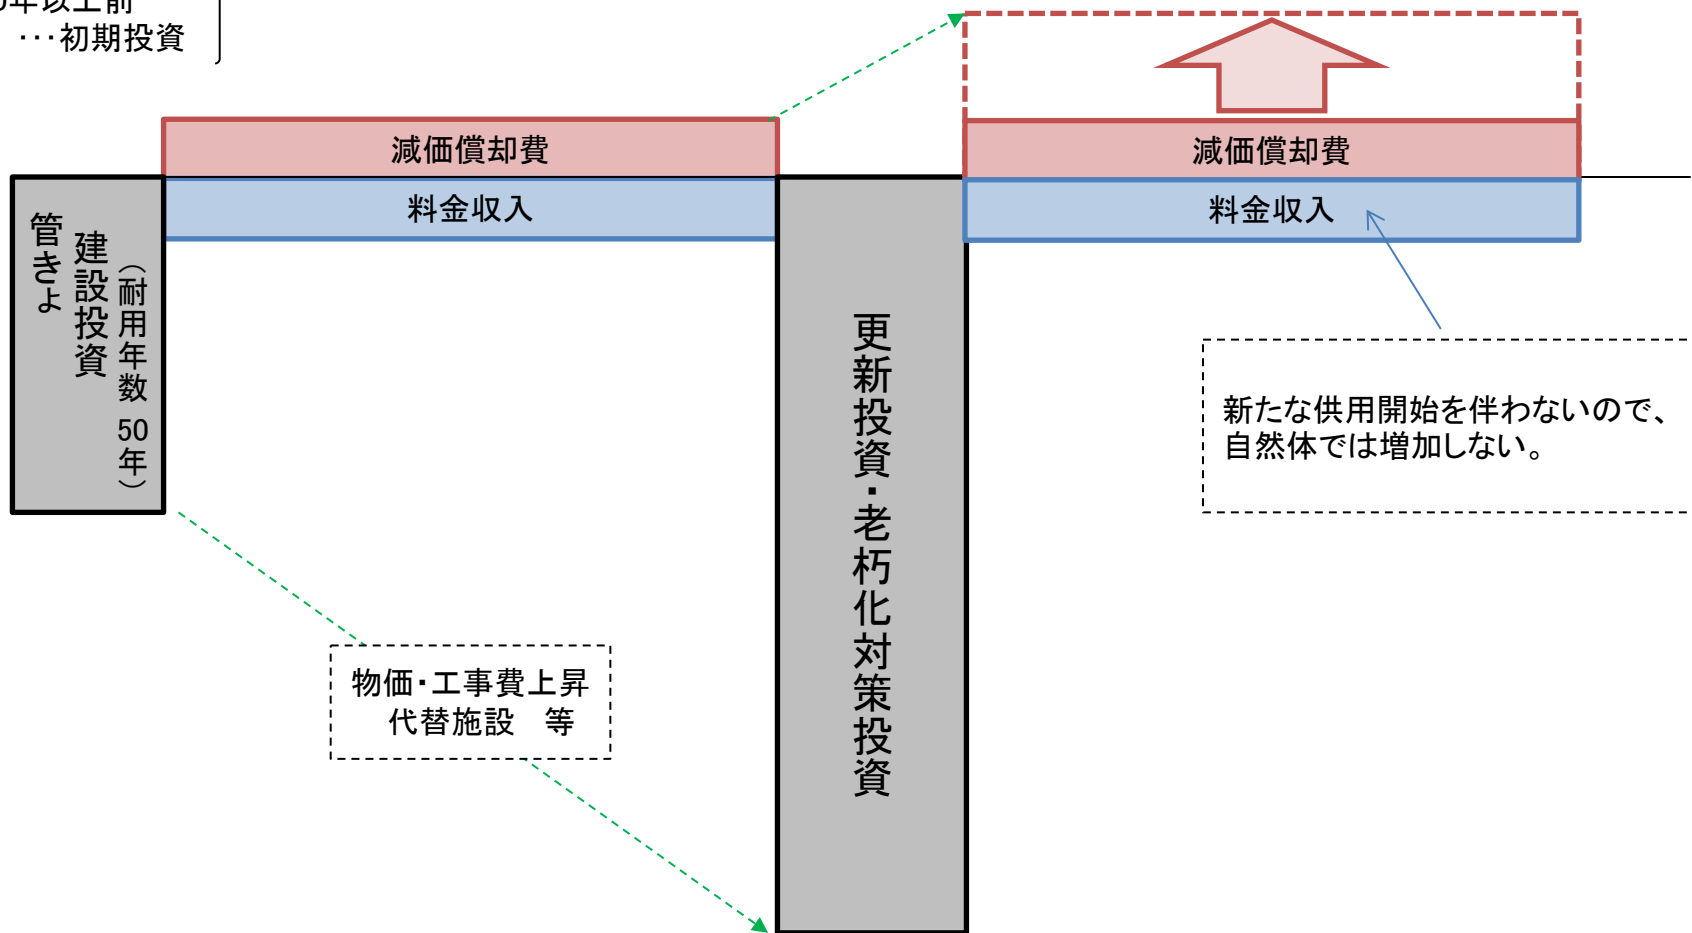 年以上前
…初期投資
減価償却費
料金収入
管きょ
建設投資
（耐用年数 50年）
更新投資・老朽化対策投資
減価償却費
料金収入
新たな供用開始を伴わないので、
自然体では増加しない。
物価・工事費上昇
代替施設　等